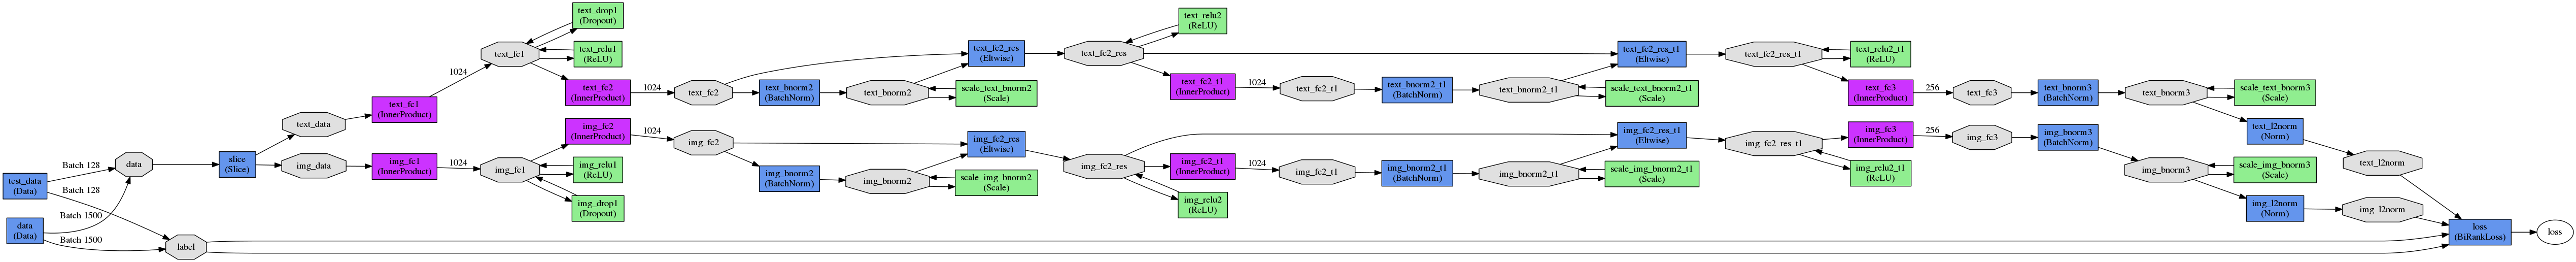 test_data
(Data)
data
(Data)
Batch 128
Batch 128
Batch 1500
Batch 1500
data
label
slice
(Slice)
text_data
img_data
text_fc1
(InnerProduct)
1024
text_fc1
text_drop1
(Dropout)
text_relu1
(ReLU)
text_fc2
(InnerProduct)
1024
text_fc2
text_bnorm2
(BatchNorm)
text_bnorm2
text_fc2_res
(Eltwise)
scale_text_bnorm2
(Scale)
text_fc2_res
text_relu2
(ReLU)
text_fc2_t1
(InnerProduct)
1024
text_fc2_t1
text_bnorm2_t1
(BatchNorm)
text_bnorm2_t1
text_fc2_res_t1
(Eltwise)
scale_text_bnorm2_t1
(Scale)
text_fc2_res_t1
text_relu2_t1
(ReLU)
text_fc3
(InnerProduct)
256
text_fc3
text_bnorm3
(BatchNorm)
text_bnorm3
scale_text_bnorm3
(Scale)
text_l2norm
(Norm)
text_l2norm
img_fc1
(InnerProduct)
1024
img_fc1
img_fc2
(InnerProduct)
img_relu1
(ReLU)
img_drop1
(Dropout)
1024
img_fc2
img_bnorm2
(BatchNorm)
img_bnorm2
img_fc2_res
(Eltwise)
scale_img_bnorm2
(Scale)
img_fc2_res
img_fc2_t1
(InnerProduct)
img_relu2
(ReLU)
1024
img_fc2_t1
img_bnorm2_t1
(BatchNorm)
img_bnorm2_t1
img_fc2_res_t1
(Eltwise)
scale_img_bnorm2_t1
(Scale)
img_fc2_res_t1
img_fc3
(InnerProduct)
img_relu2_t1
(ReLU)
256
img_fc3
img_bnorm3
(BatchNorm)
img_bnorm3
scale_img_bnorm3
(Scale)
img_l2norm
(Norm)
img_l2norm
loss
(BiRankLoss)
loss